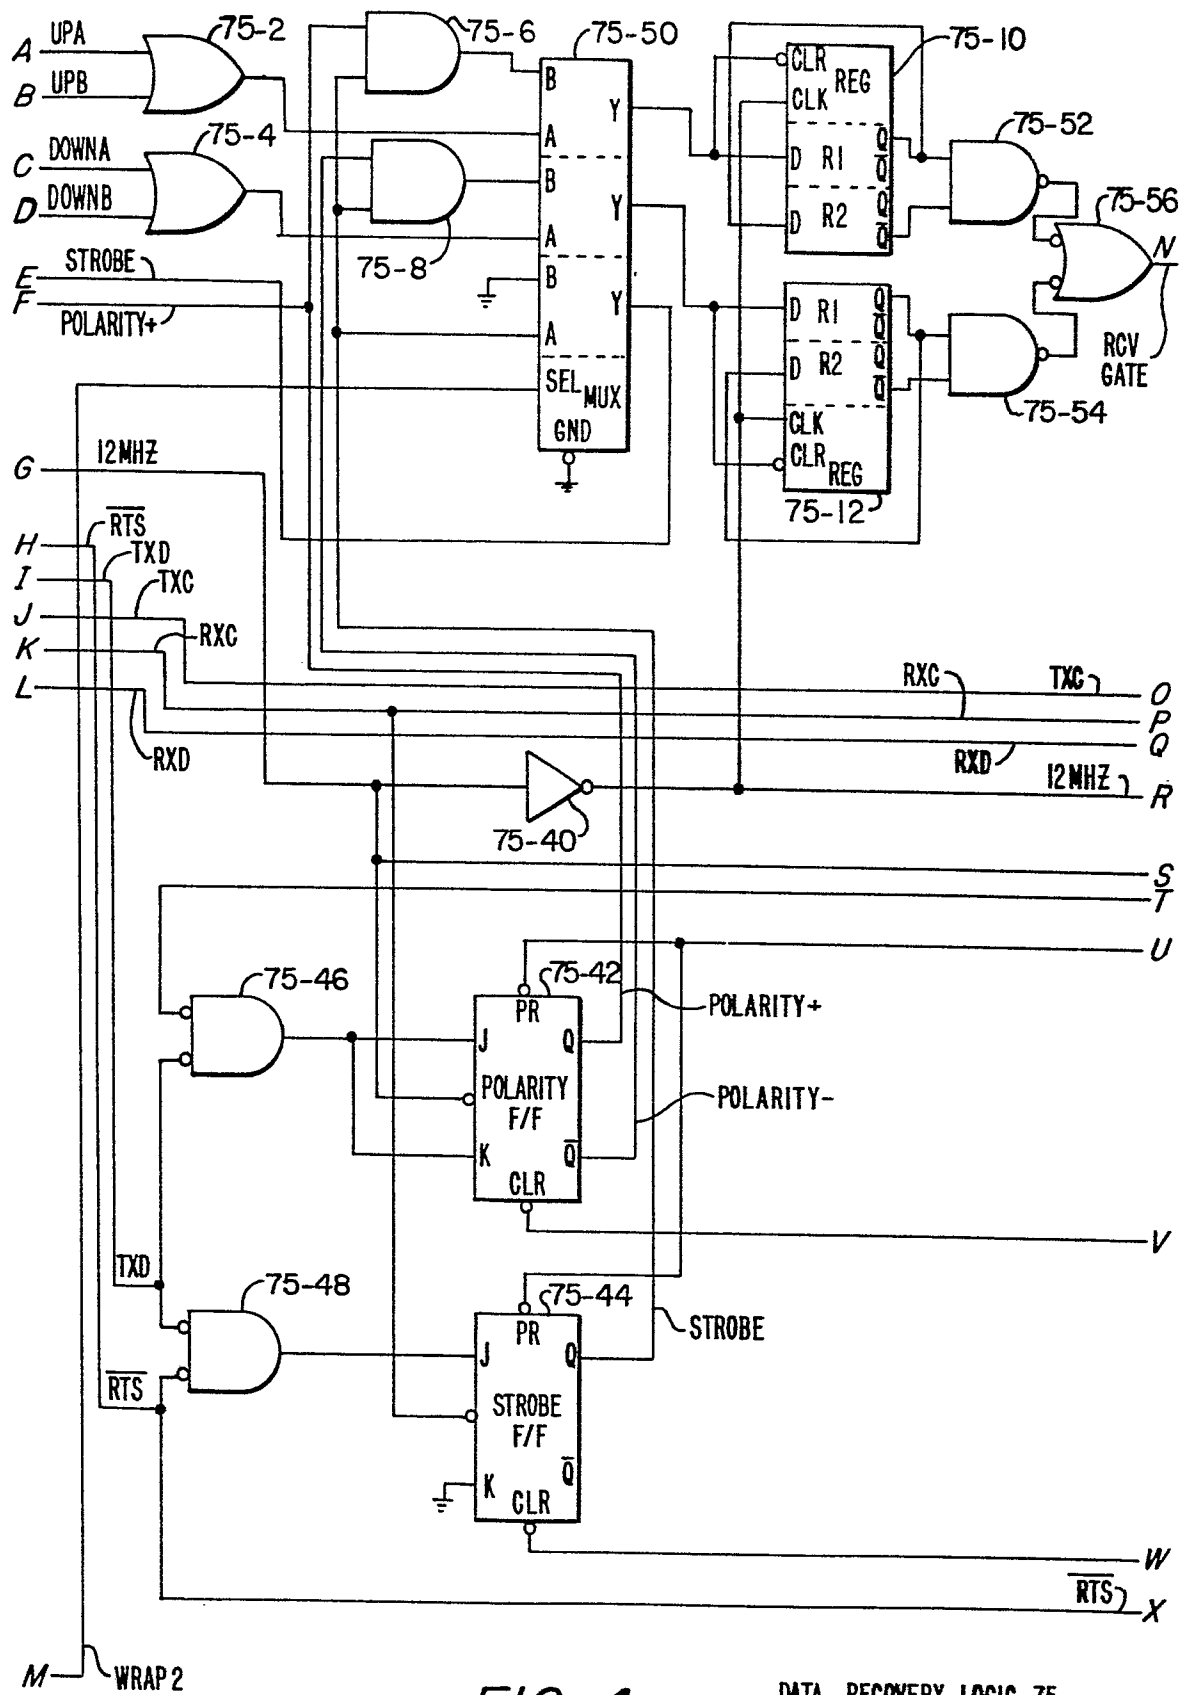 A UPA 75-2 75-6 75-50 75-10
B UPB
B Y CLR REG CLK
A
C DOWNA 75-4 75-52
D DOWNB
B Y D R1 Q Q̅
D R2 Q Q̅
75-56 N
A 75-8
E STROBE
F POLARITY+
B Y
A
D R1 Q Q̅
D R2 Q Q̅
RCV GATE
SEL MUX
GND
CLK
CLR REG
75-54
75-12
G 12MHZ
H R̅T̅S̅
I TXD
J TXC
K RXC
L RXD
RXC TXC O
P
RXD Q
75-40 12MHZ R
S
T
U
75-46 75-42
PR
J Q POLARITY+
POLARITY
F/F
POLARITY-
K Q̅
CLR
V
TXD
75-48 75-44
PR
J Q STROBE
R̅T̅S̅
STROBE
F/F
K Q̅
CLR
W
R̅T̅S̅ X
M WRAP 2
DATA RECOVERY LOGIC 75